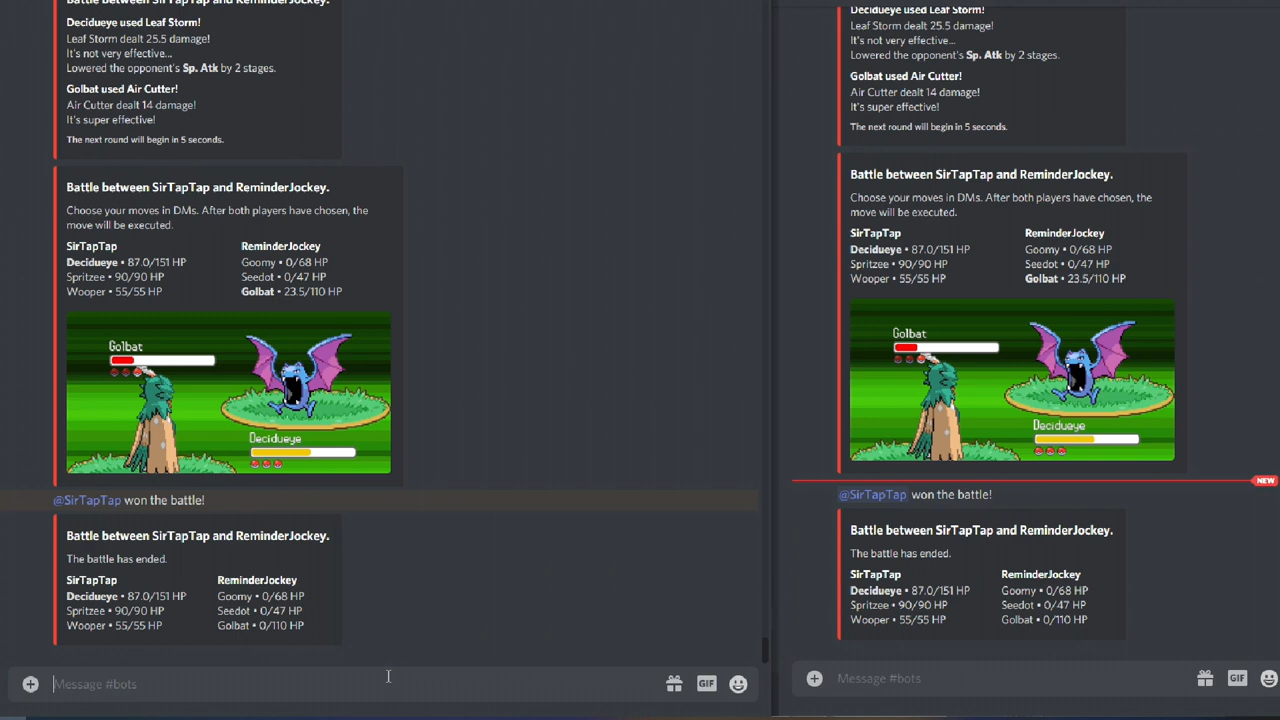 Battle between SirTapTap and ReminderJockey.
Decidueye used Leaf Storm!
Leaf Storm dealt 25.5 damage!
It's not very effective...
Lowered the opponent's Sp. Atk by 2 stages.
Golbat used Air Cutter!
Air Cutter dealt 14 damage!
It's super effective!
The next round will begin in 5 seconds.
Battle between SirTapTap and ReminderJockey.
Choose your moves in DMs. After both players have chosen, the
move will be executed.
SirTapTap ReminderJockey
Decidueye • 87.0/151 HP Goomy • 0/68 HP
Spritzee • 90/90 HP Seedot • 0/47 HP
Wooper • 55/55 HP Golbat • 23.5/110 HP
Golbat
Decidueye
@SirTapTap won the battle!
Battle between SirTapTap and ReminderJockey.
The battle has ended.
SirTapTap ReminderJockey
Decidueye • 87.0/151 HP Goomy • 0/68 HP
Spritzee • 90/90 HP Seedot • 0/47 HP
Wooper • 55/55 HP Golbat • 0/110 HP
Message #bots
GIF
Decidueye used Leaf Storm!
Leaf Storm dealt 25.5 damage!
It's not very effective...
Lowered the opponent's Sp. Atk by 2 stages.
Golbat used Air Cutter!
Air Cutter dealt 14 damage!
It's super effective!
The next round will begin in 5 seconds.
Battle between SirTapTap and ReminderJockey.
Choose your moves in DMs. After both players have chosen, the
move will be executed.
SirTapTap ReminderJockey
Decidueye • 87.0/151 HP Goomy • 0/68 HP
Spritzee • 90/90 HP Seedot • 0/47 HP
Wooper • 55/55 HP Golbat • 23.5/110 HP
Golbat
Decidueye
NEW
@SirTapTap won the battle!
Battle between SirTapTap and ReminderJockey.
The battle has ended.
SirTapTap ReminderJockey
Decidueye • 87.0/151 HP Goomy • 0/68 HP
Spritzee • 90/90 HP Seedot • 0/47 HP
Wooper • 55/55 HP Golbat • 0/110 HP
Message #bots
GIF